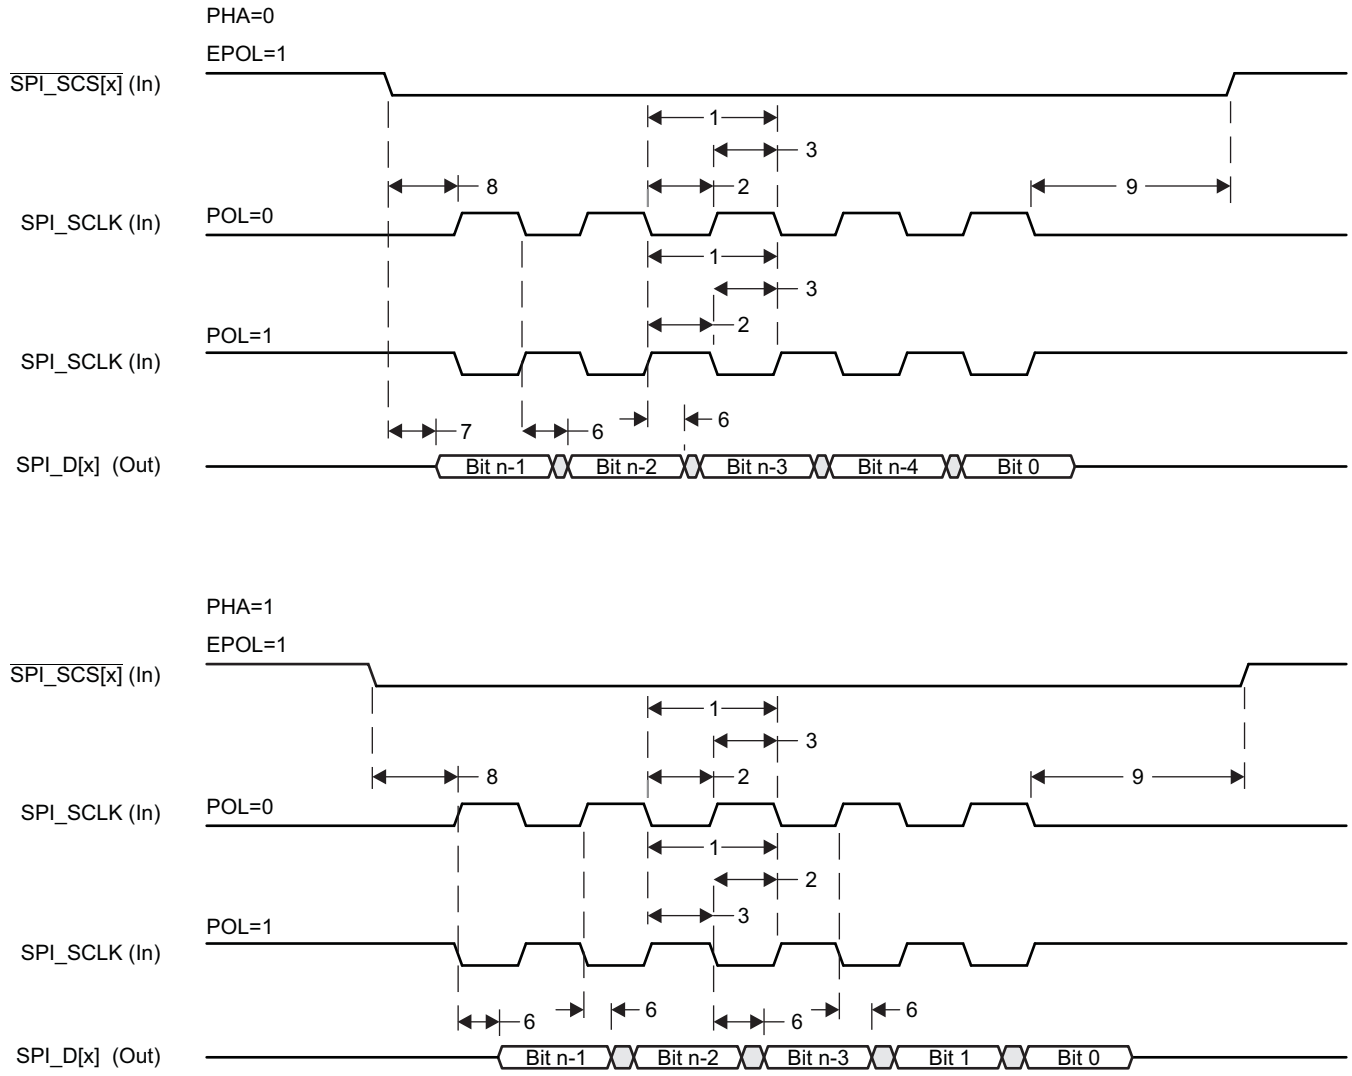 PHA=0
EPOL=1
SPI_SCS[x] (In)
1
3
8
2
9
SPI_SCLK (In)
POL=0
1
3
2
POL=1
SPI_SCLK (In)
7
6
6
SPI_D[x] (Out)
Bit n-1
Bit n-2
Bit n-3
Bit n-4
Bit 0
PHA=1
EPOL=1
SPI_SCS[x] (In)
1
3
8
2
9
SPI_SCLK (In)
POL=0
1
2
3
POL=1
SPI_SCLK (In)
6
6
6
6
SPI_D[x] (Out)
Bit n-1
Bit n-2
Bit n-3
Bit 1
Bit 0